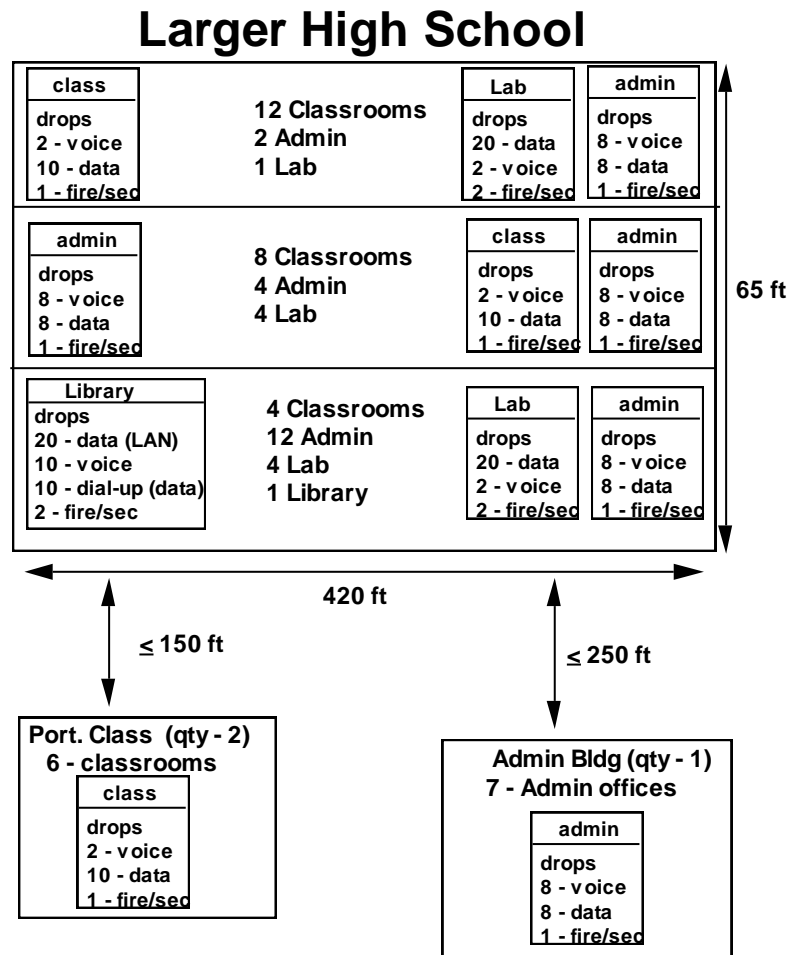 Larger High School
class
drops
2 - voice
10 - data
1 - fire/sec
12 Classrooms
2 Admin
1 Lab
Lab
drops
20 - data
2 - voice
2 - fire/sec
admin
drops
8 - voice
8 - data
1 - fire/sec
admin
drops
8 - voice
8 - data
1 - fire/sec
8 Classrooms
4 Admin
4 Lab
class
drops
2 - voice
10 - data
1 - fire/sec
admin
drops
8 - voice
8 - data
1 - fire/sec
65 ft
Library
drops
20 - data (LAN)
10 - voice
10 - dial-up (data)
2 - fire/sec
4 Classrooms
12 Admin
4 Lab
1 Library
Lab
drops
20 - data
2 - voice
2 - fire/sec
admin
drops
8 - voice
8 - data
1 - fire/sec
420 ft
≤ 150 ft
≤ 250 ft
Port. Class (qty - 2)
6 - classrooms
class
drops
2 - voice
10 - data
1 - fire/sec
Admin Bldg (qty - 1)
7 - Admin offices
admin
drops
8 - voice
8 - data
1 - fire/sec